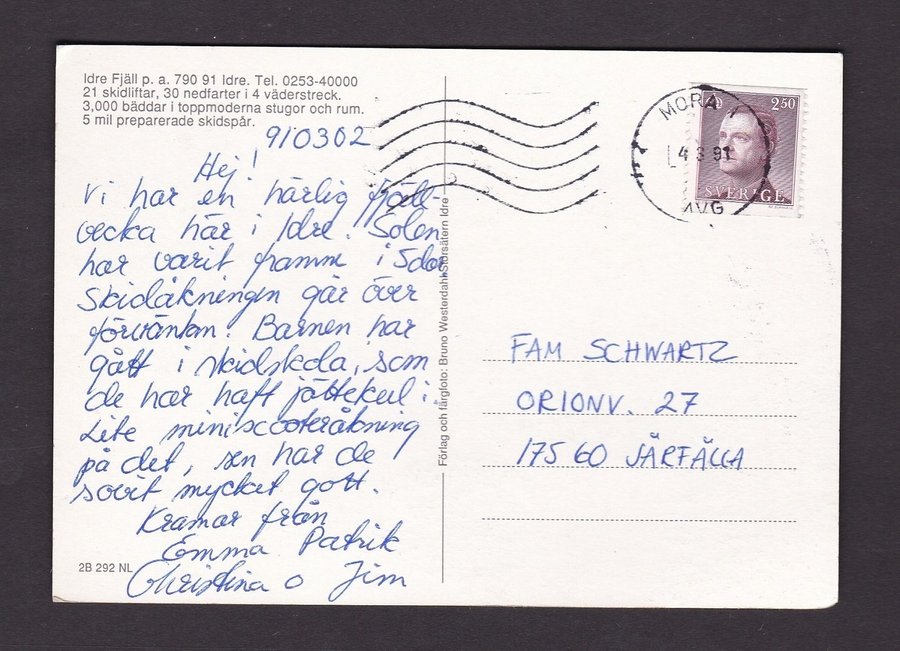 Idre Fjäll p. a. 790 91 Idre. Tel. 0253-40000
21 skidliftar, 30 nedfarter i 4 väderstreck.
3,000 bäddar i toppmoderna stugor och rum.
5 mil preparerade skidspår.
910302
Hej!
Vi har en härlig fjäll-
vecka här i Idre. Solen
har varit framme i 5 dar.
Skidåkningen går över
förväntan. Barnen har
gått i skidskola, som
de har haft jättekul i.
Lite miniscooteråkning
på det, sen har de
sovit mycket gott.
Kramar från
Emma Patrik
Christina o Jim
2B 292 NL
Förlag och färgfoto: Bruno Westerdahl, Storsätern Idre
MORA 1
4 3 91
AVG
2.50
SVERIGE
FAM SCHWARTZ
ORIONV. 27
175 60 JÄRFÄLLA